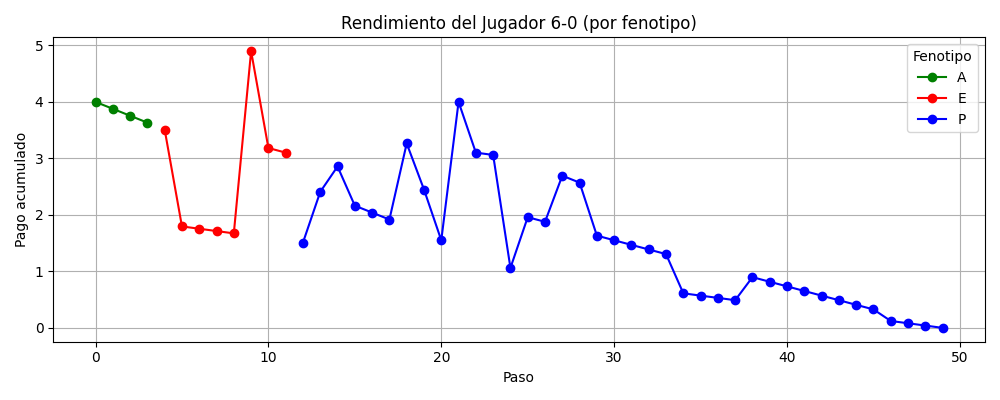 Rendimiento del Jugador 6-0 (por fenotipo)
Pago acumulado
5
4
3
2
1
0
0 10 20 30 40 50
Paso
Fenotipo
A
E
P